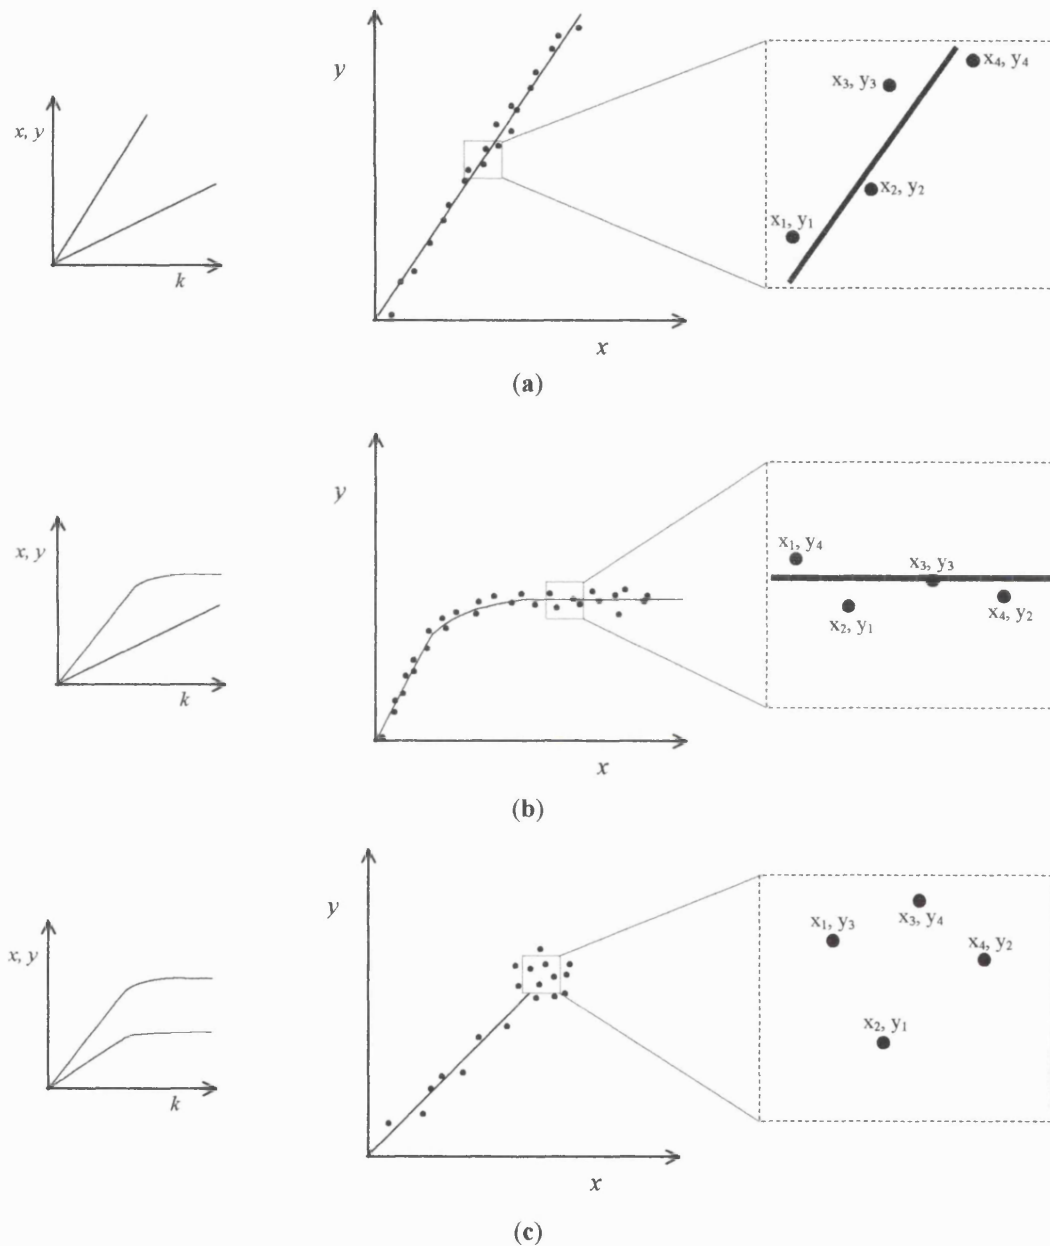 x, y
k
y
x
x₃, y₃
x₄, y₄
x₂, y₂
x₁, y₁
(a)
x, y
k
y
x
x₁, y₄
x₃, y₃
x₂, y₁
x₄, y₂
(b)
x, y
k
y
x
x₁, y₃
x₃, y₄
x₄, y₂
x₂, y₁
(c)